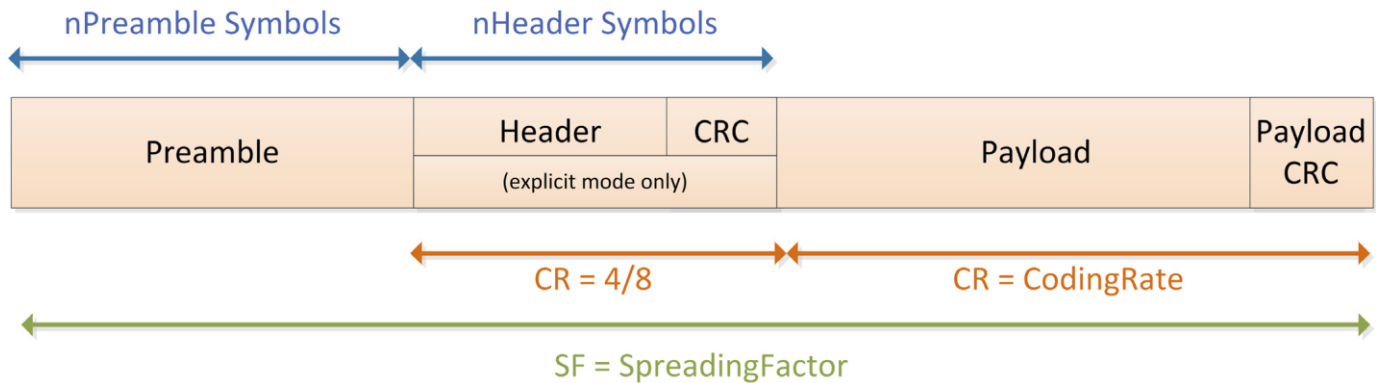 nPreamble Symbols
nHeader Symbols
Preamble
Header
CRC
(explicit mode only)
Payload
Payload
CRC
CR = 4/8
CR = CodingRate
SF = SpreadingFactor